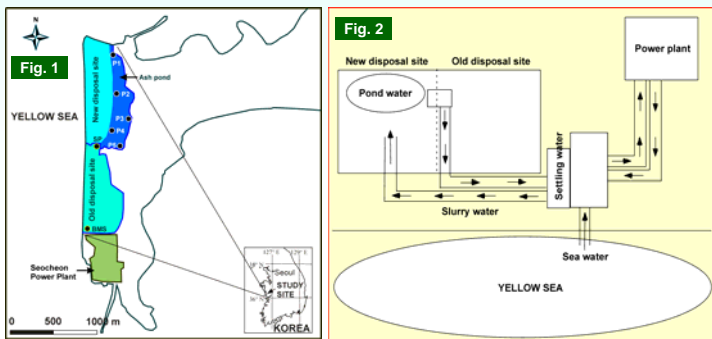 Fig. 1
N
YELLOW SEA
New disposal site
Ash pond
P1
P2
P3
P4
P5
SP
Old disposal site
BMS
Seocheon
Power Plant
0 500 1000 m
Seoul
STUDY
SITE
KOREA
Fig. 2
New disposal site Old disposal site
Power plant
Pond water
Settling water
Slurry water
Sea water
YELLOW SEA